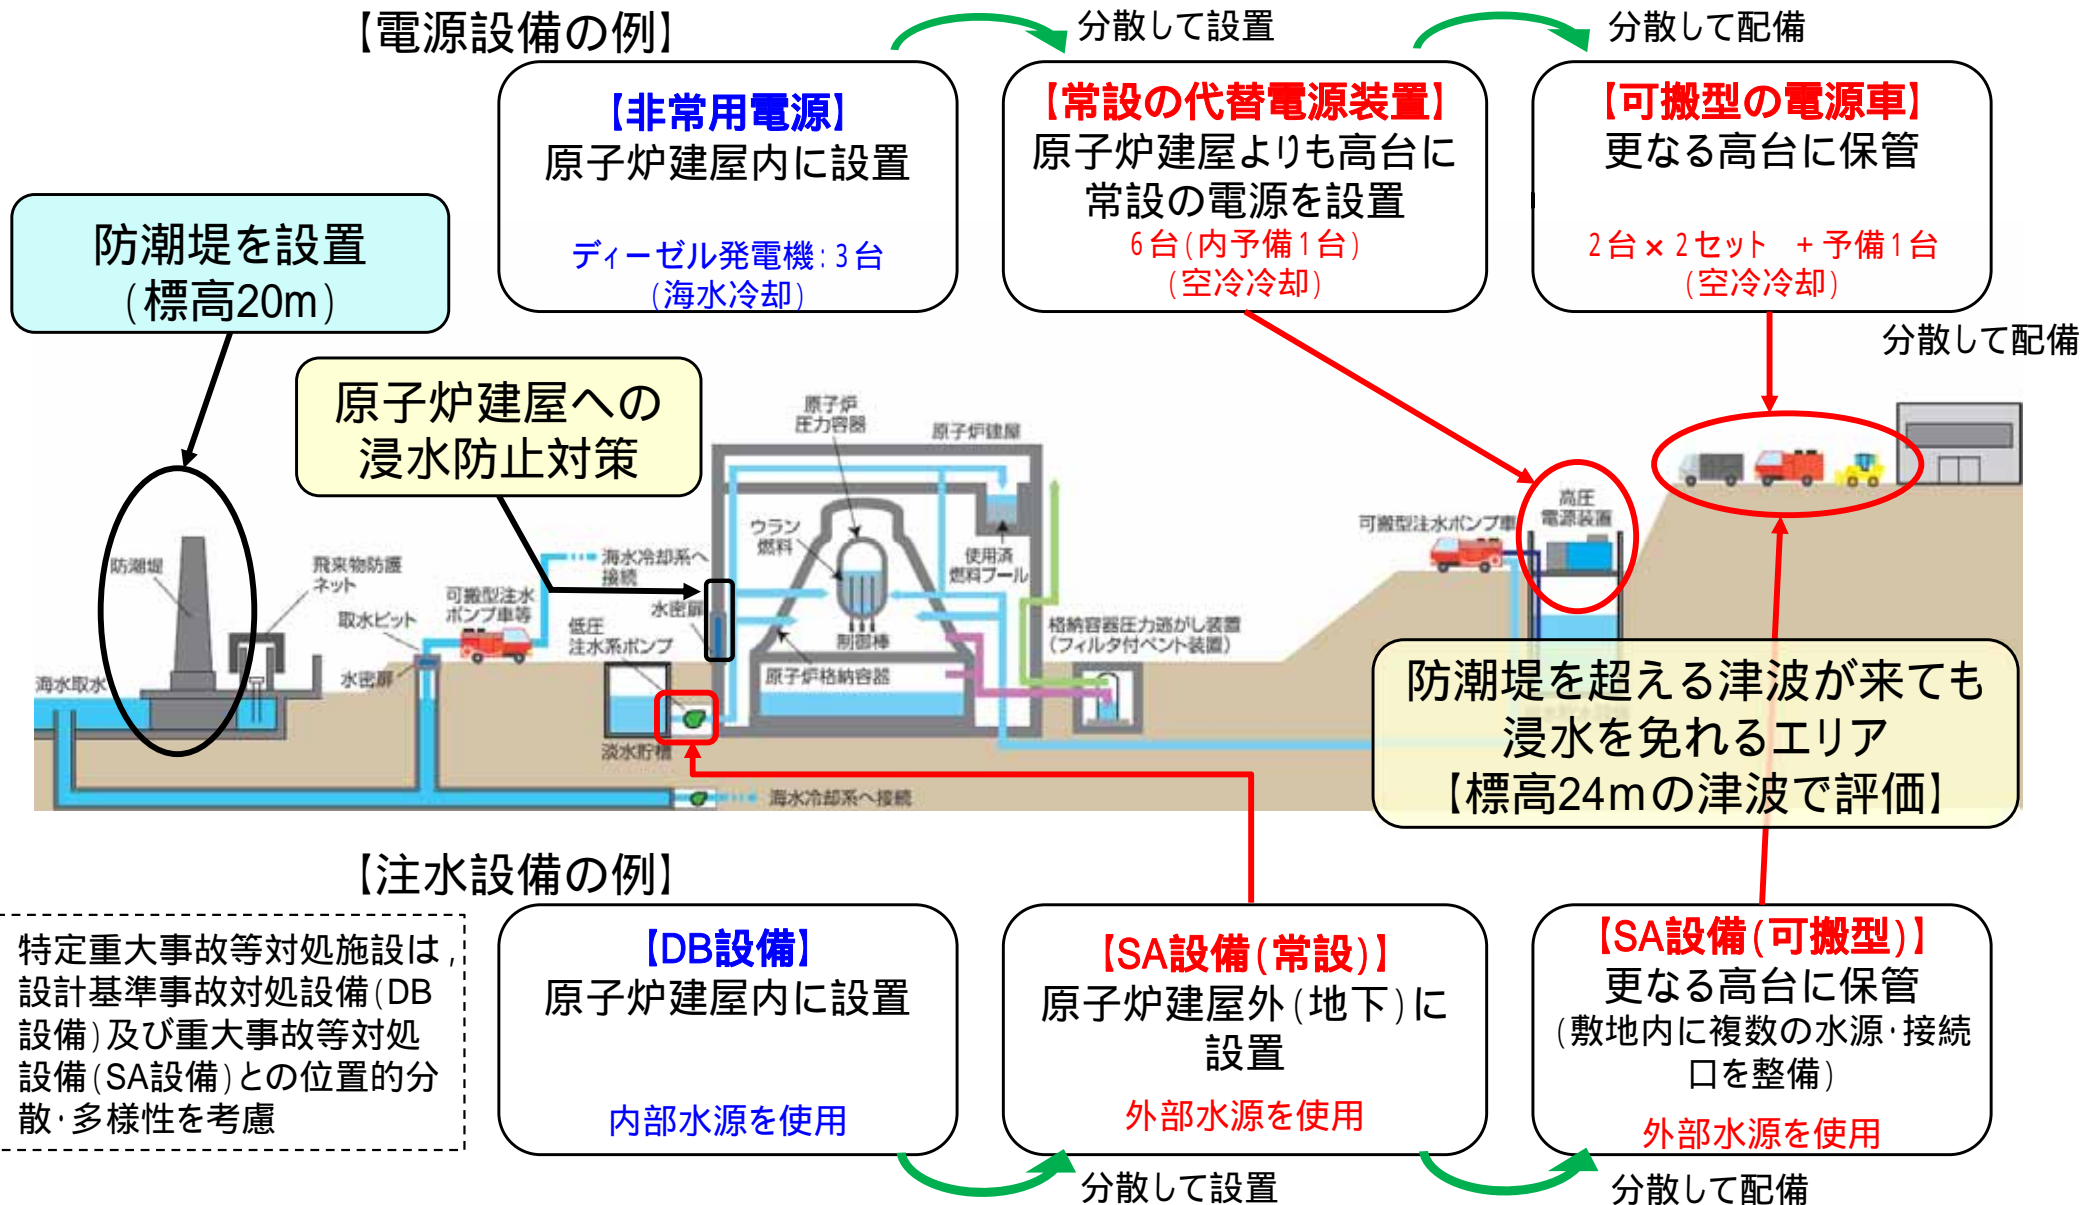 【電源設備の例】
分散して設置
分散して配備
【非常用電源】
原子炉建屋内に設置
ディーゼル発電機:3台
(海水冷却)
【常設の代替電源装置】
原子炉建屋よりも高台に
常設の電源を設置
6台(内予備1台)
(空冷冷却)
【可搬型の電源車】
更なる高台に保管
2台×2セット +予備1台
(空冷冷却)
分散して配備
防潮堤を設置
(標高20m)
原子炉建屋への
浸水防止対策
原子炉
圧力容器
原子炉建屋
ウラン
燃料
使用済
燃料プール
制御棒
原子炉格納容器
防潮堤
飛来物防護
ネット
取水ピット
水密扉
海水取水
可搬型注水
ポンプ車等
海水冷却系へ
接続
水密扉
低圧
注水系ポンプ
淡水貯槽
海水冷却系へ接続
格納容器圧力逃がし装置
(フィルタ付ベント装置)
可搬型注水ポンプ車
高圧
電源装置
防潮堤を超える津波が来ても
浸水を免れるエリア
【標高24mの津波で評価】
【注水設備の例】
特定重大事故等対処施設は,
設計基準事故対処設備(DB
設備)及び重大事故等対処
設備(SA設備)との位置的分
散・多様性を考慮
【DB設備】
原子炉建屋内に設置
内部水源を使用
【SA設備(常設)】
原子炉建屋外(地下)に
設置
外部水源を使用
【SA設備(可搬型)】
更なる高台に保管
(敷地内に複数の水源・接続
口を整備)
外部水源を使用
分散して設置
分散して配備